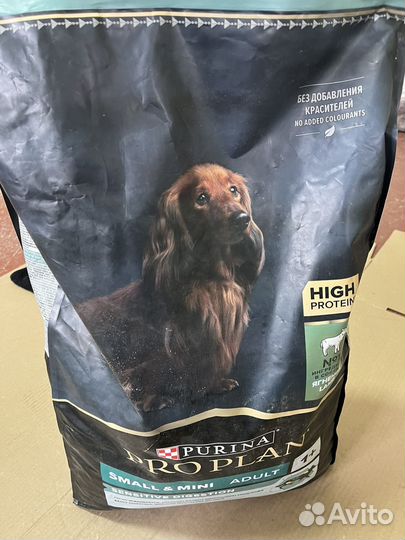 БЕЗ ДОБАВЛЕНИЯ
КРАСИТЕЛЕЙ
NO ADDED COLOURANTS
HIGH
PROTEIN
PURINA
PRO PLAN
SMALL & MINI ADULT 1+
SENSITIVE DIGESTION
Avito